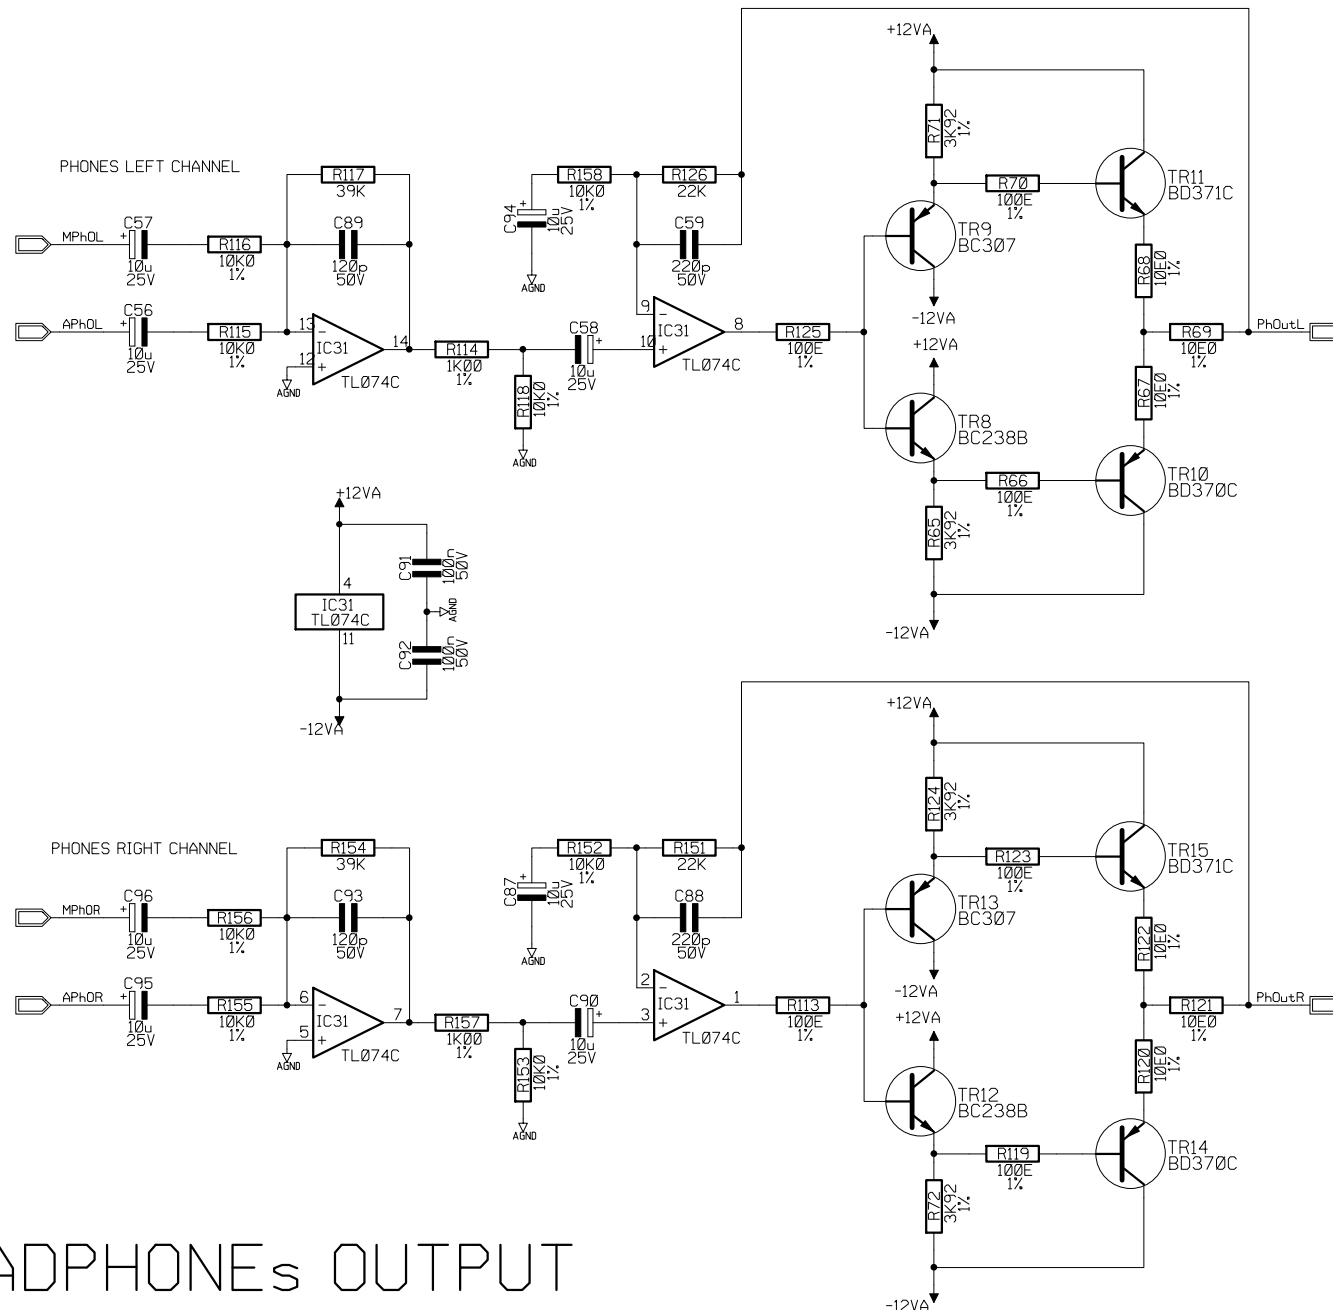 +12VA
R71
3K92
1%
PHONES LEFT CHANNEL
R117
39K
R158
10K0
1%
R126
22K
R70
100E
1%
TR11
BD371C
C57
+
10u
25V
MPhOL
R116
10K0
1%
C89
120p
50V
C94
+
10u
25V
AGND
C59
220p
50V
TR9
BC307
-12VA
R68
10E0
1%
C56
+
10u
25V
APhOL
R115
10K0
1%
13 -
IC31
12 +
14
TL074C
AGND
R114
1K00
1%
C58
+
10u
25V
9 -
IC31
10 +
8
TL074C
R125
100E
1%
R69
10E0
1%
PhOutL
+12VA
R118
10K0
1%
AGND
TR8
BC238B
R67
10E0
1%
R66
100E
1%
TR10
BD370C
R65
3K92
1%
-12VA
+12VA
4
IC31
TL074C
11
C91
100n
50V
AGND
C92
100n
50V
-12VA
+12VA
R124
3K92
1%
PHONES RIGHT CHANNEL
R154
39K
R152
10K0
1%
R151
22K
R123
100E
1%
TR15
BD371C
C96
+
10u
25V
MPhOR
R156
10K0
1%
C93
120p
50V
C87
+
10u
25V
AGND
C88
220p
50V
TR13
BC307
-12VA
R122
10E0
1%
C95
+
10u
25V
APhOR
R155
10K0
1%
6 -
IC31
5 +
7
TL074C
AGND
R157
1K00
1%
C90
+
10u
25V
2 -
IC31
3 +
1
TL074C
R113
100E
1%
R121
10E0
1%
PhOutR
+12VA
R153
10K0
1%
AGND
TR12
BC238B
R120
10E0
1%
R119
100E
1%
TR14
BD370C
R72
3K92
1%
-12VA
ADPHONEs OUTPUT